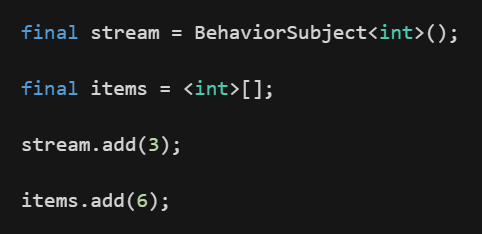 final stream = BehaviorSubject<int>();
final items = <int>[];
stream.add(3);
items.add(6);